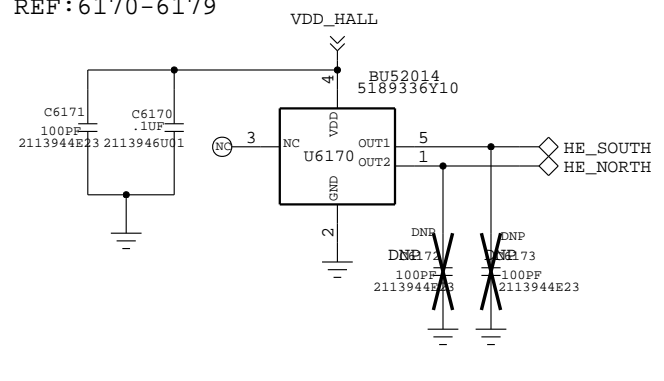 REF:6170-6179
VDD_HALL
BU52014
5189336Y10
4
VDD
C6171
100PF
2113944E23
C6170
.1UF
2113946U01
NC
3
NC
U6170
OUT1
5
HE_SOUTH
OUT2
1
HE_NORTH
GND
2
DNP
DNP
100PF
2113944E23
DNP
100PF
2113944E23